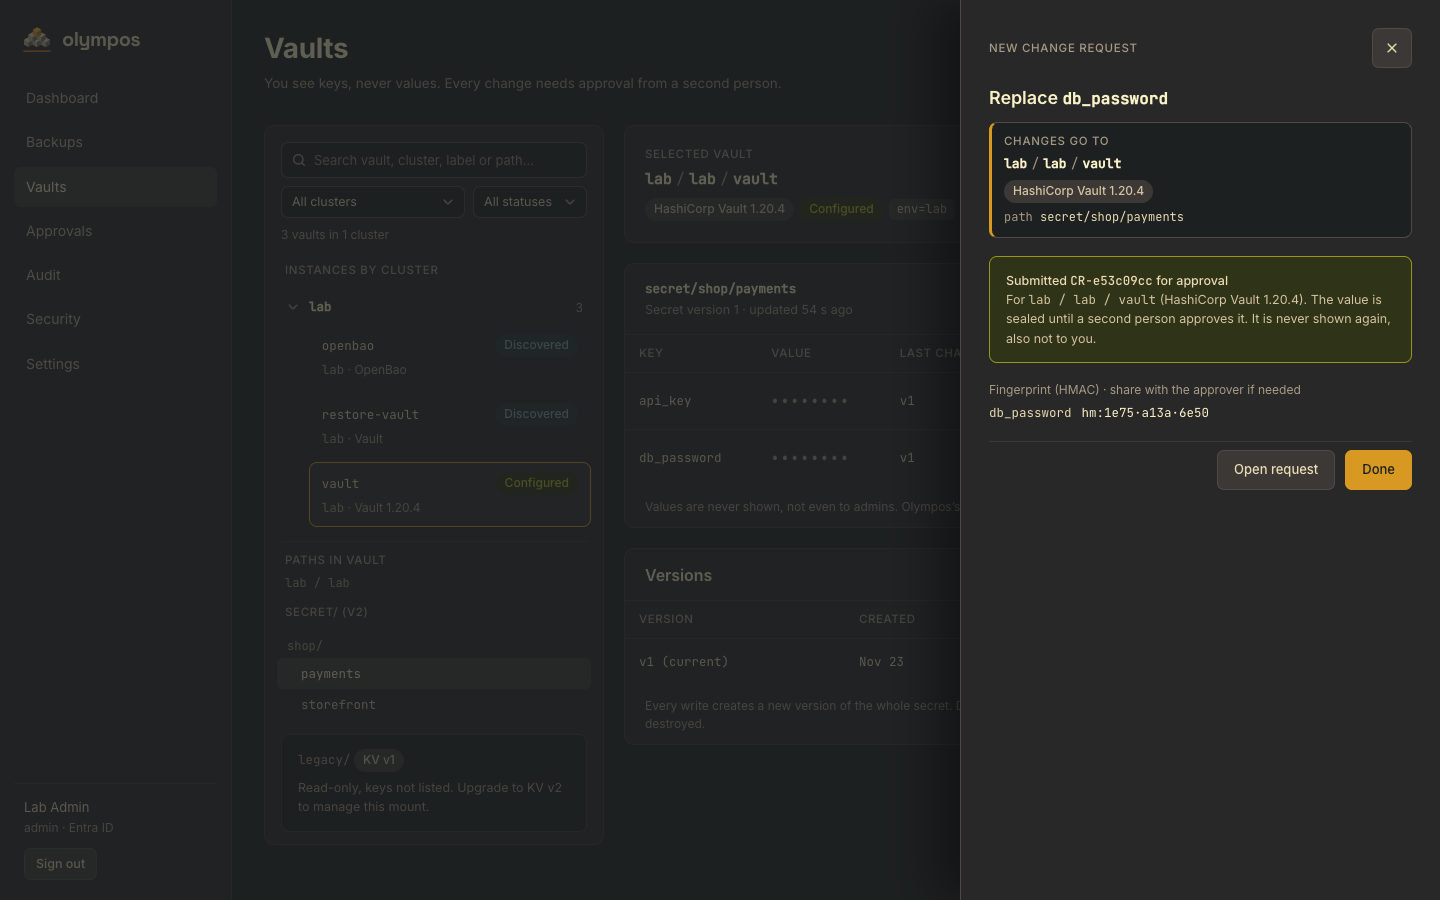 olympos
Dashboard
Backups
Vaults
Approvals
Audit
Security
Settings
Lab Admin
admin · Entra ID
Sign out
Vaults
You see keys, never values. Every change needs approval from a second person.
Search vault, cluster, label or path...
All clusters
All statuses
3 vaults in 1 cluster
INSTANCES BY CLUSTER
lab 3
openbao Discovered
lab · OpenBao
restore-vault Discovered
lab · Vault
vault Configured
lab · Vault 1.20.4
PATHS IN VAULT
lab / lab
SECRET/ (V2)
shop/
payments
storefront
legacy/ KV v1
Read-only, keys not listed. Upgrade to KV v2
to manage this mount.
SELECTED VAULT
lab / lab / vault
HashiCorp Vault 1.20.4 Configured env=lab
secret/shop/payments
Secret version 1 · updated 54 s ago
KEY VALUE LAST CHA
api_key •••••••• v1
db_password •••••••• v1
Values are never shown, not even to admins. Olympos's
Versions
VERSION CREATED
v1 (current) Nov 23
Every write creates a new version of the whole secret. D
destroyed.
NEW CHANGE REQUEST
Replace db_password
CHANGES GO TO
lab / lab / vault
HashiCorp Vault 1.20.4
path secret/shop/payments
Submitted CR-e53c09cc for approval
For lab / lab / vault (HashiCorp Vault 1.20.4). The value is
sealed until a second person approves it. It is never shown again,
also not to you.
Fingerprint (HMAC) · share with the approver if needed
db_password hm:1e75·a13a·6e50
Open request
Done